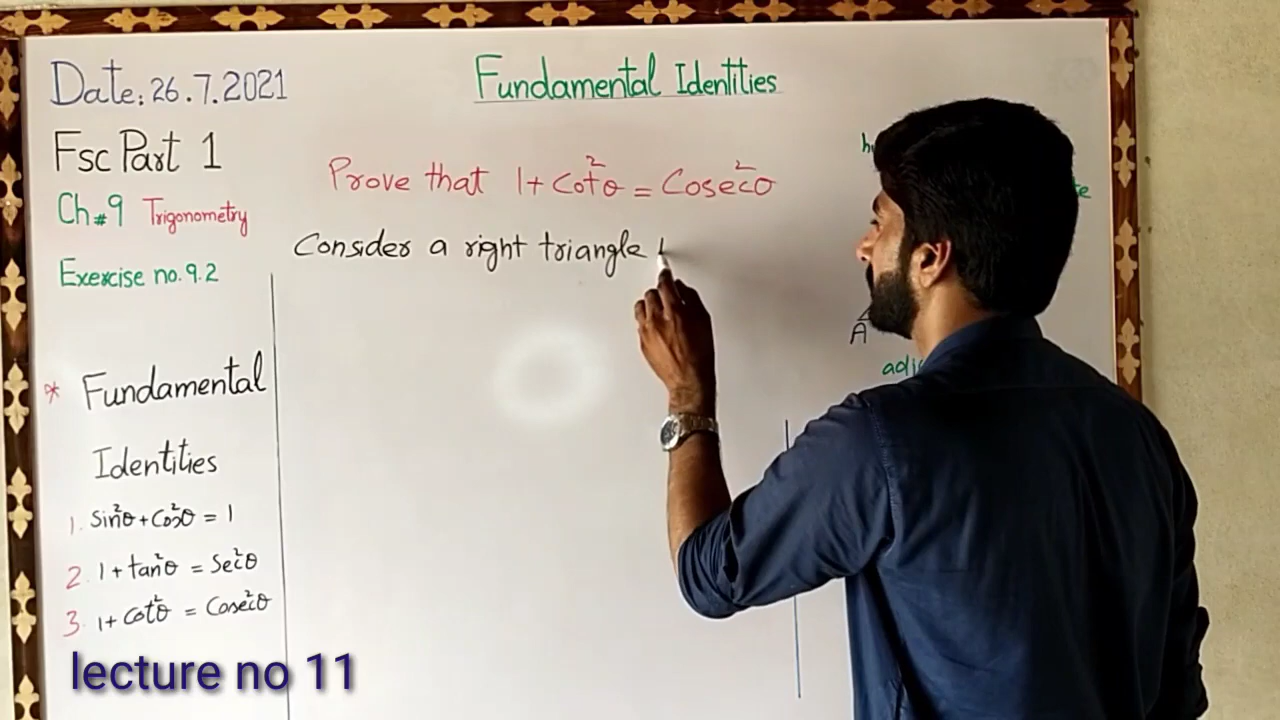 Date: 26.7.2021
Fsc Part 1
Ch#9 Trigonometry
Exercise no. 9.2
* Fundamental
Identities
1. Sin²θ + Cos²θ = 1
2. 1 + tan²θ = Sec²θ
3. 1 + Cot²θ = Cosec²θ
lecture no 11
Fundamental Identities
Prove that 1 + Cot²θ = Cosec²θ
Consider a right triangle
A